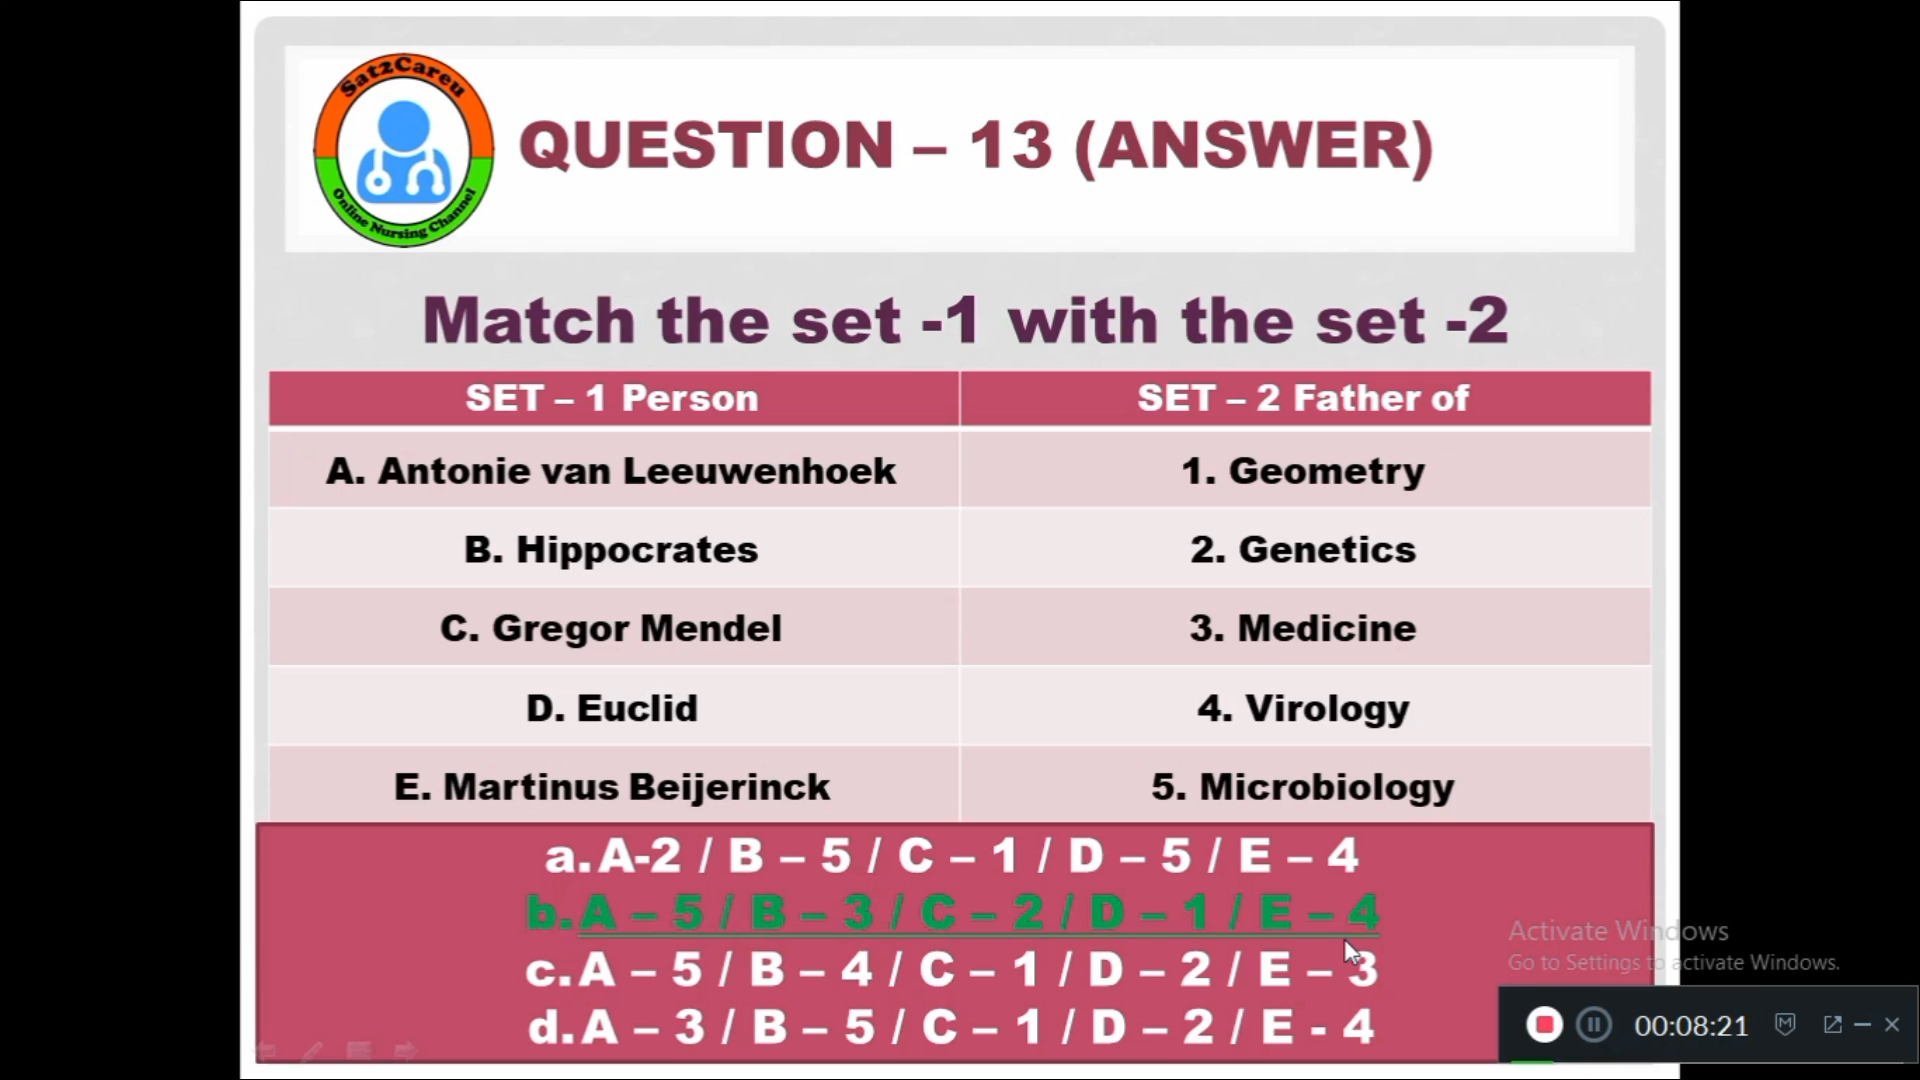 Sat2Careu
Online Nursing Channel
QUESTION – 13 (ANSWER)
Match the set -1 with the set -2
SET – 1 Person
SET – 2 Father of
A. Antonie van Leeuwenhoek
1. Geometry
B. Hippocrates
2. Genetics
C. Gregor Mendel
3. Medicine
D. Euclid
4. Virology
E. Martinus Beijerinck
5. Microbiology
a. A-2 / B – 5 / C – 1 / D – 5 / E – 4
b. A – 5 / B – 3 / C – 2 / D – 1 / E – 4
c. A – 5 / B – 4 / C – 1 / D – 2 / E – 3
d. A – 3 / B – 5 / C – 1 / D – 2 / E - 4
Activate Windows
Go to Settings to activate Windows.
00:08:21